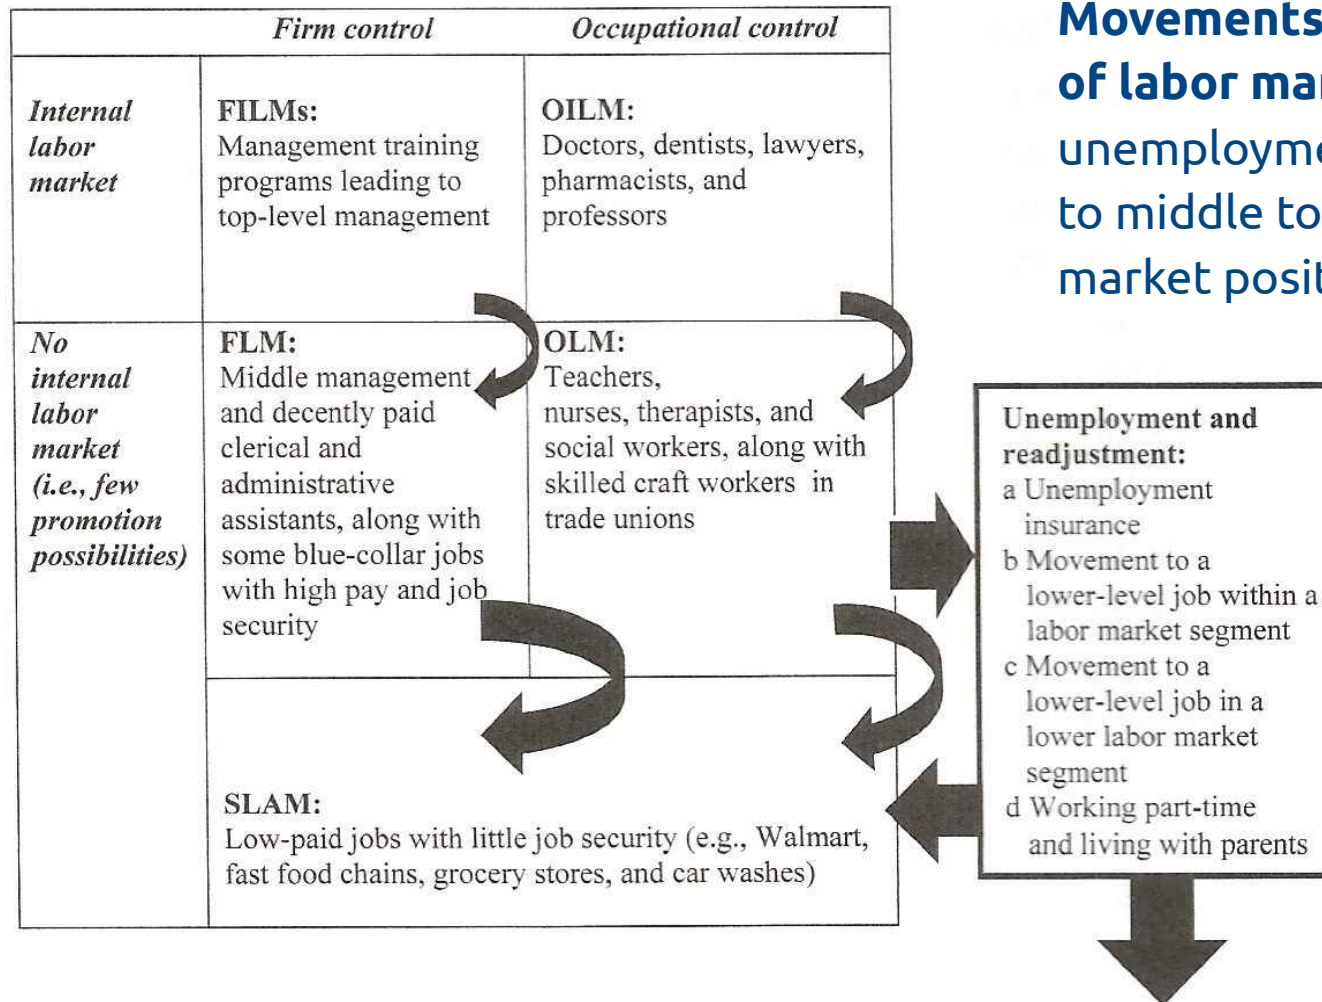 Firm control
Occupational control
Internal
labor
market
FILMs:
Management training
programs leading to
top-level management
OILM:
Doctors, dentists, lawyers,
pharmacists, and
professors
No
internal
labor
market
(i.e., few
promotion
possibilities)
FLM:
Middle management
and decently paid
clerical and
administrative
assistants, along with
some blue-collar jobs
with high pay and job
security
OLM:
Teachers,
nurses, therapists, and
social workers, along with
skilled craft workers in
trade unions
SLAM:
Low-paid jobs with little job security (e.g., Walmart,
fast food chains, grocery stores, and car washes)
Movements
of labor mar
unemployme
to middle to
market posit
Unemployment and
readjustment:
a Unemployment
insurance
b Movement to a
lower-level job within a
labor market segment
c Movement to a
lower-level job in a
lower labor market
segment
d Working part-time
and living with parents